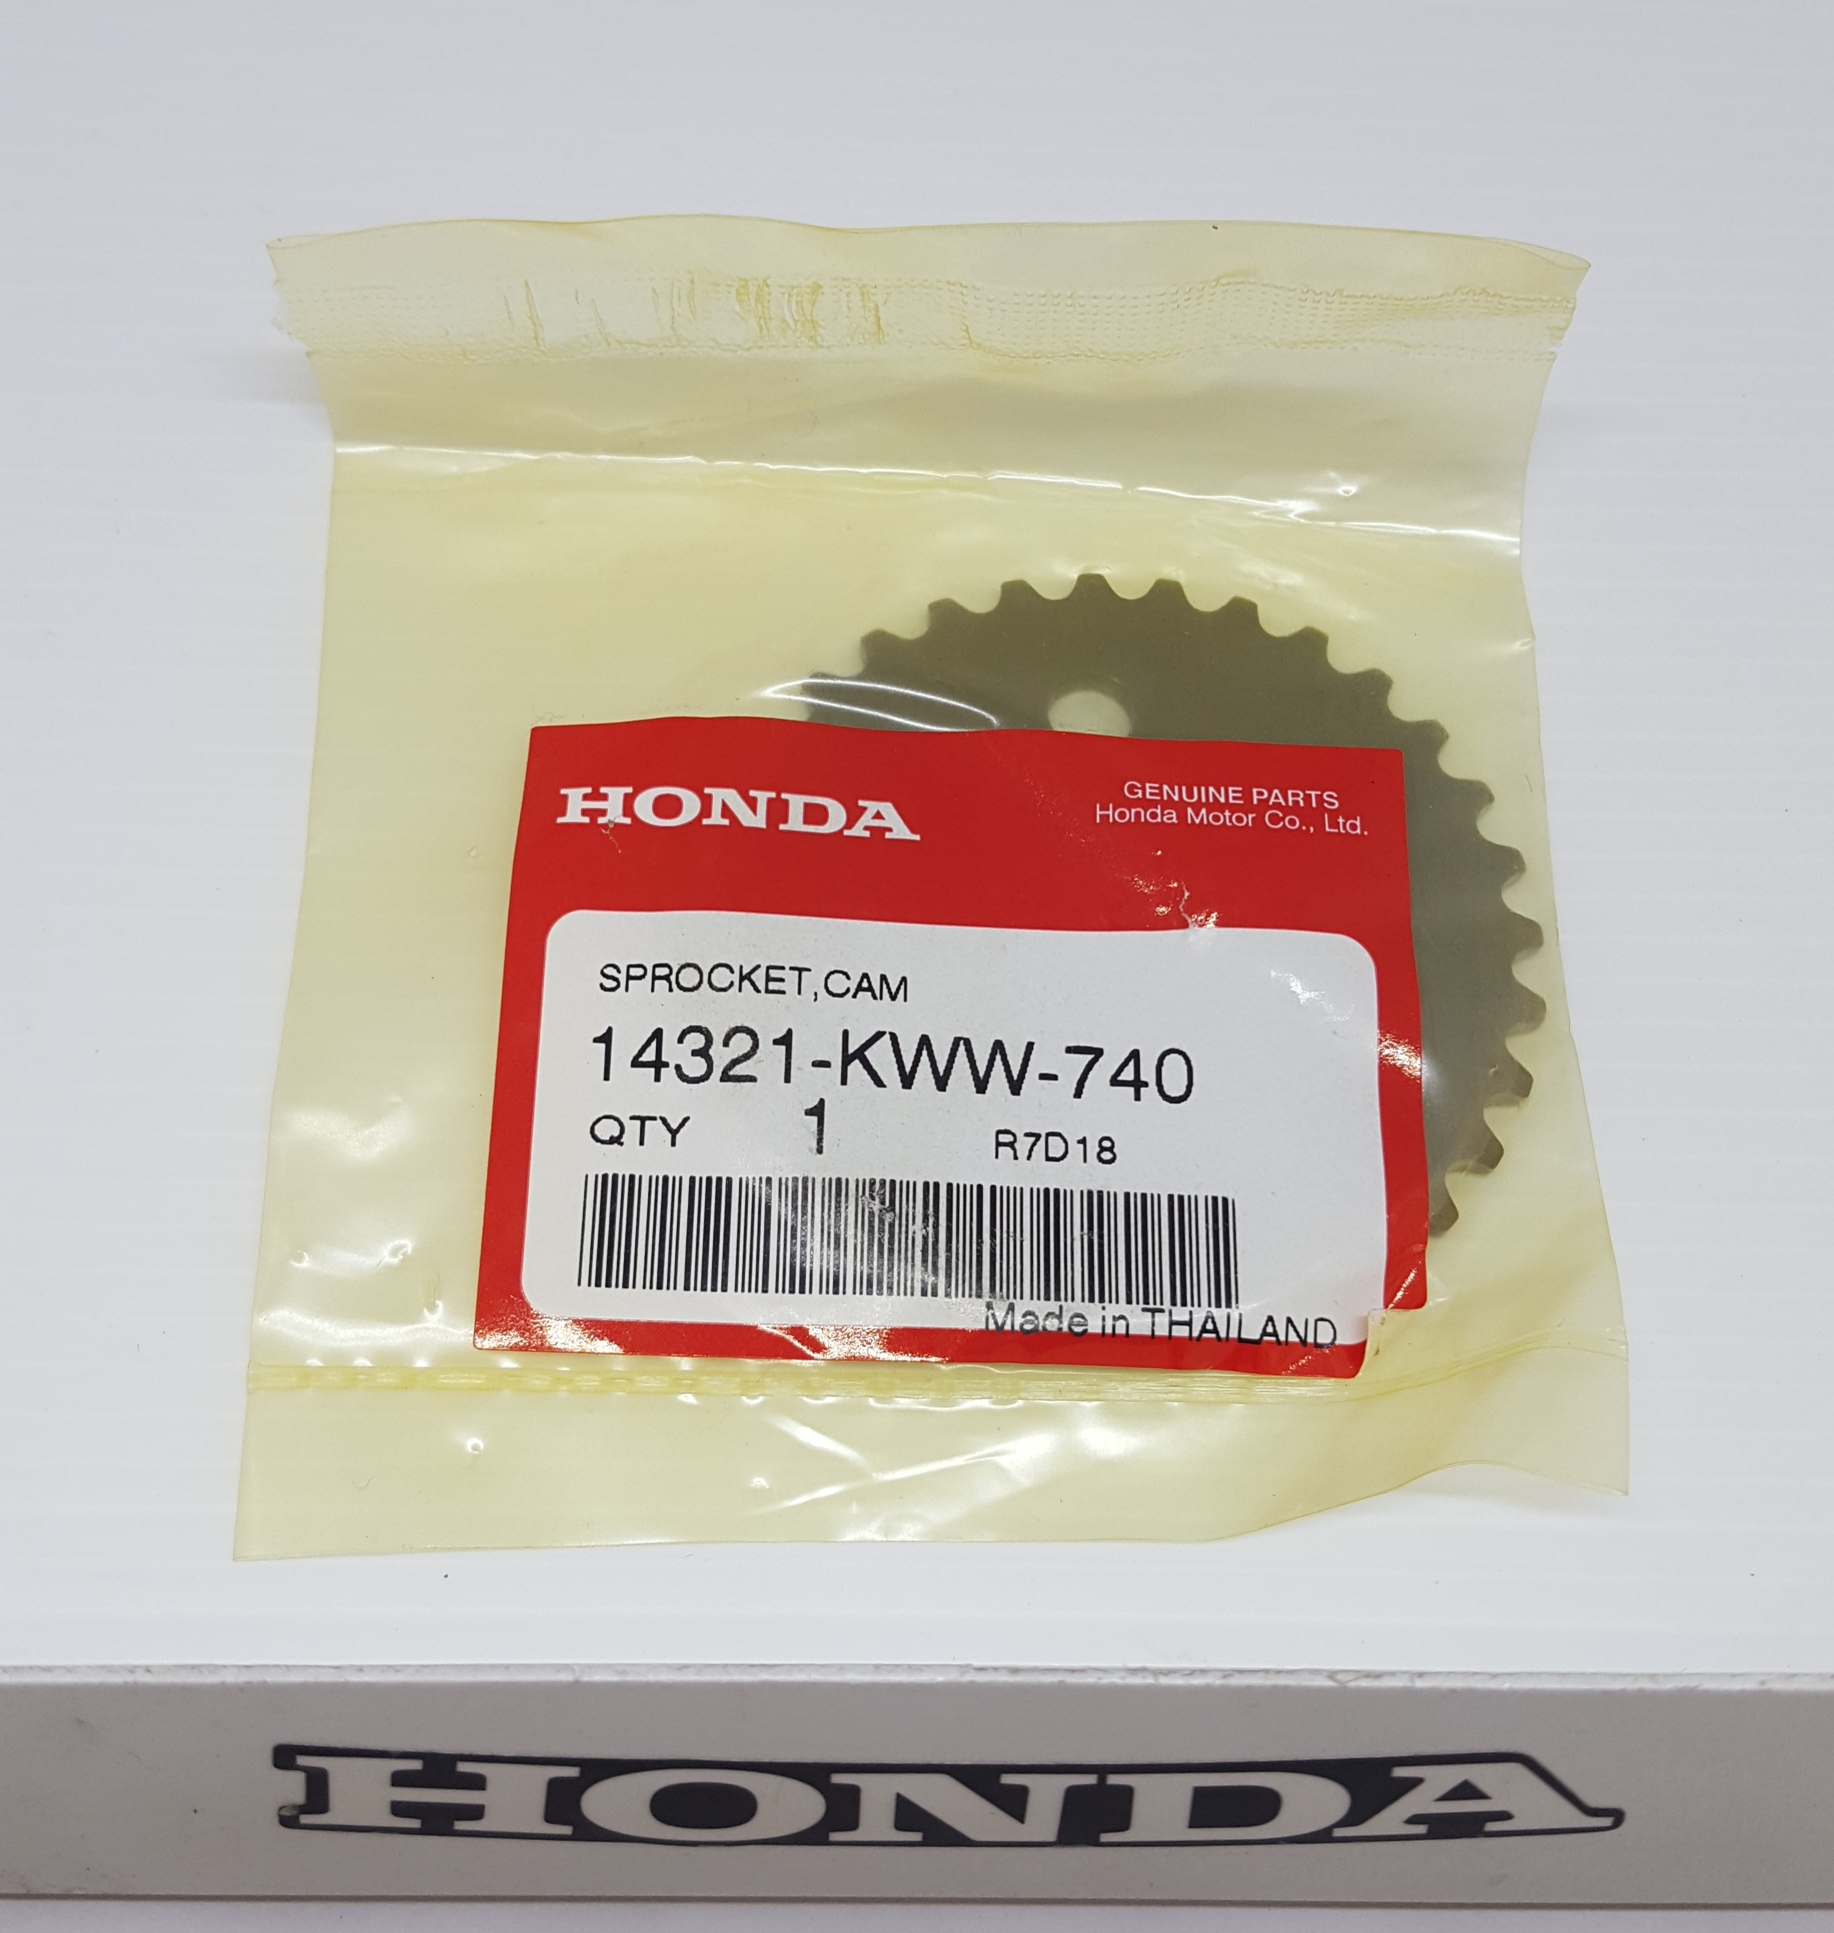 HONDA
GENUINE PARTS
Honda Motor Co., Ltd.
SPROCKET,CAM
14321-KWW-740
QTY 1 R7D18
Made in THAILAND
HONDA